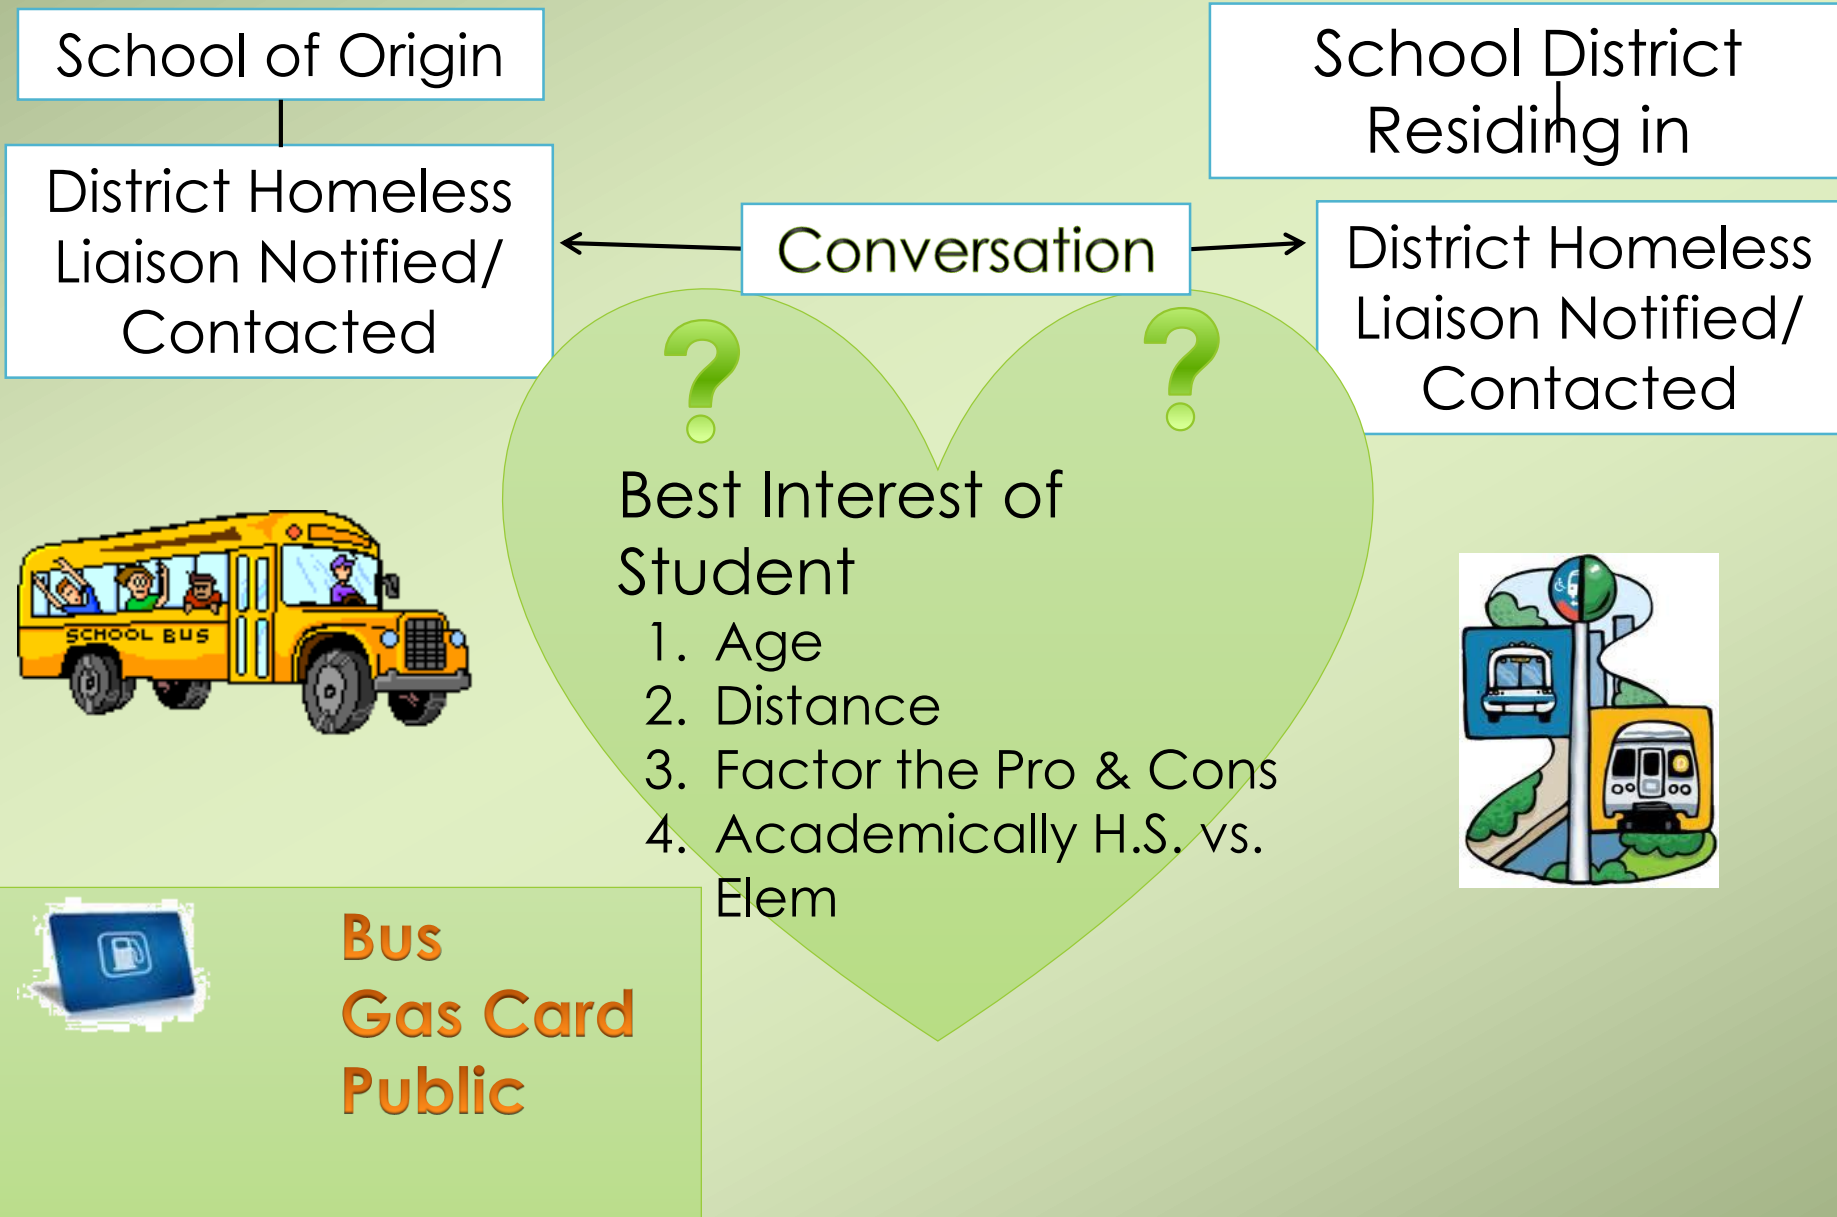 School of Origin
District Homeless
Liaison Notified/
Contacted
Conversation
School District
Residing in
District Homeless
Liaison Notified/
Contacted
Best Interest of
Student
1. Age
2. Distance
3. Factor the Pro & Cons
4. Academically H.S. vs.
Elem
SCHOOL BUS
Bus
Gas Card
Public